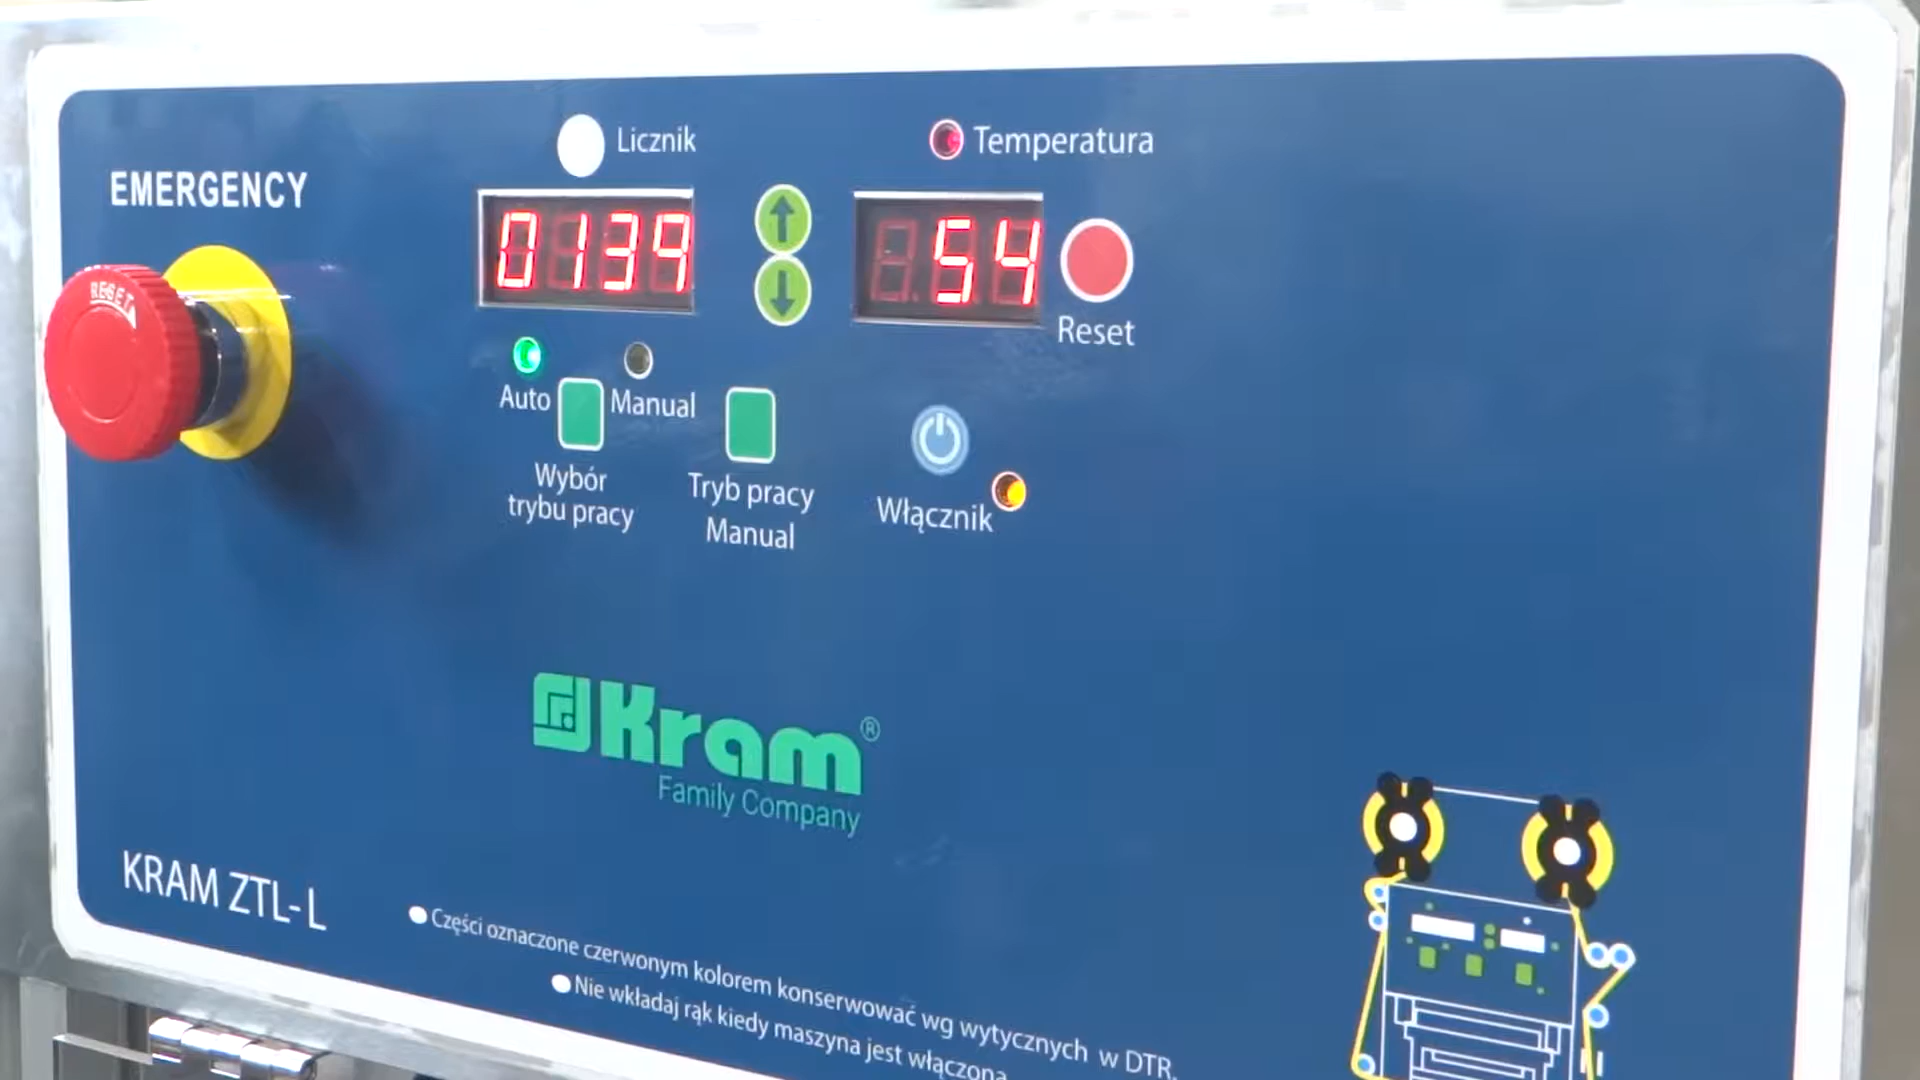 EMERGENCY
RESET
Licznik
Temperatura
0139
54
Reset
Auto
Manual
Wybór
trybu pracy
Tryb pracy
Manual
Włącznik
Kram®
Family Company
KRAM ZTL-L
Części oznaczone czerwonym kolorem konserwować wg wytycznych w DTR.
Nie wkładaj rąk kiedy maszyna jest włączona